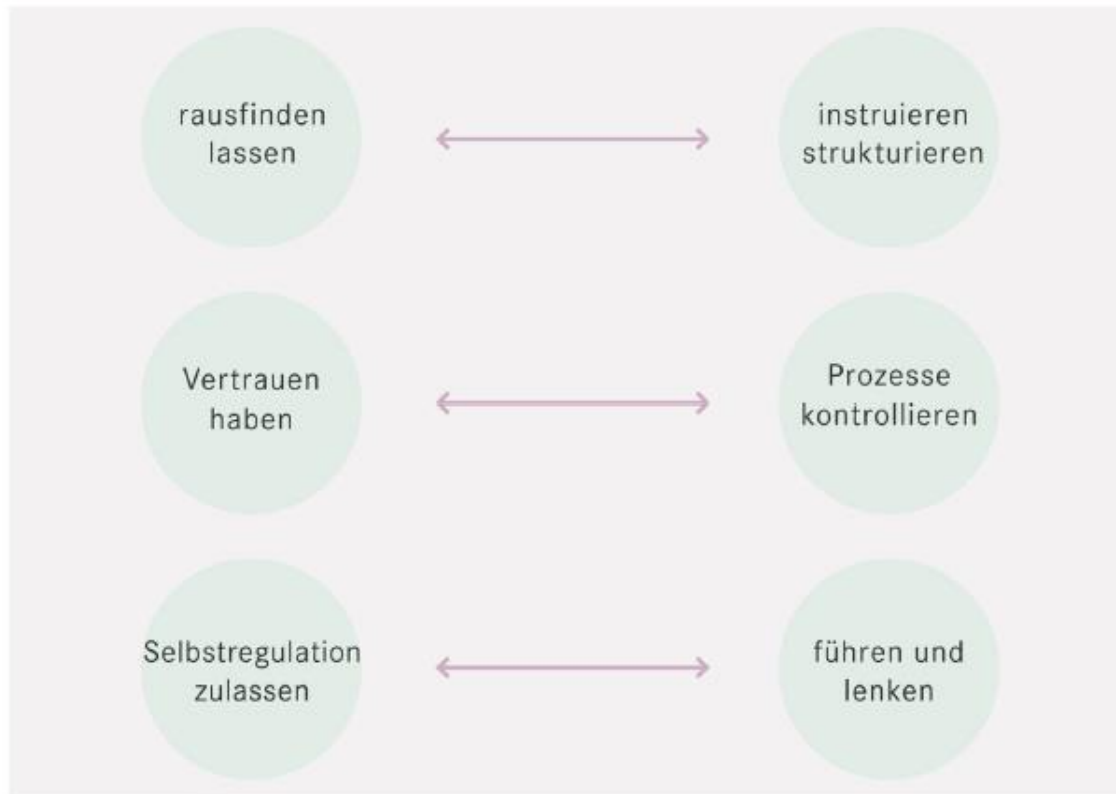 rausfinden
lassen
instruieren
strukturieren
Vertrauen
haben
Prozesse
kontrollieren
Selbstregulation
zulassen
führen und
lenken